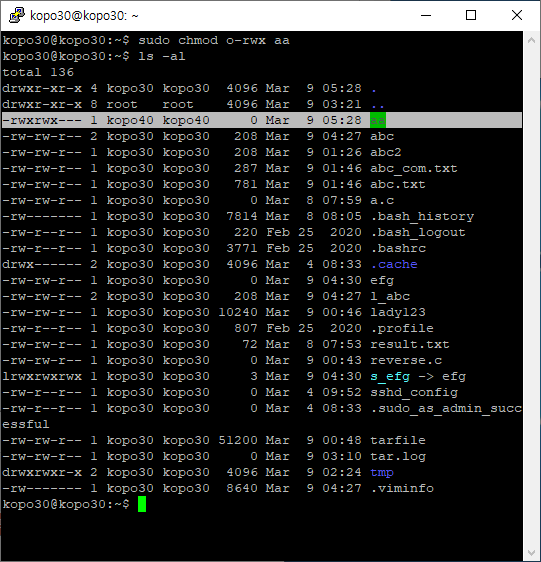 kopo30@kopo30: ~
kopo30@kopo30:~$ sudo chmod o-rwx aa
kopo30@kopo30:~$ ls -al
total 136
drwxr-xr-x 4 kopo30 kopo30  4096 Mar  9 05:28 .
drwxr-xr-x 8 root   root    4096 Mar  9 03:21 ..
-rwxrwx--- 1 kopo40 kopo40     0 Mar  9 05:28 aa
-rw-rw-r-- 2 kopo30 kopo30   208 Mar  9 04:27 abc
-rw-rw-r-- 1 kopo30 kopo30   208 Mar  9 01:26 abc2
-rw-rw-r-- 1 kopo30 kopo30   287 Mar  9 01:46 abc_com.txt
-rw-rw-r-- 1 kopo30 kopo30   781 Mar  9 01:46 abc.txt
-rw-rw-r-- 1 kopo30 kopo30     0 Mar  8 07:59 a.c
-rw------- 1 kopo30 kopo30  7814 Mar  8 08:05 .bash_history
-rw-r--r-- 1 kopo30 kopo30   220 Feb 25  2020 .bash_logout
-rw-r--r-- 1 kopo30 kopo30  3771 Feb 25  2020 .bashrc
drwx------ 2 kopo30 kopo30  4096 Mar  4 08:33 .cache
-rw-rw-r-- 1 kopo30 kopo30     0 Mar  9 04:30 efg
-rw-rw-r-- 2 kopo30 kopo30   208 Mar  9 04:27 l_abc
-rw-rw-r-- 1 kopo30 kopo30 10240 Mar  9 00:46 lady123
-rw-r--r-- 1 kopo30 kopo30   807 Feb 25  2020 .profile
-rw-rw-r-- 1 kopo30 kopo30    72 Mar  8 07:53 result.txt
-rw-rw-r-- 1 kopo30 kopo30     0 Mar  9 00:43 reverse.c
lrwxrwxrwx 1 kopo30 kopo30     3 Mar  9 04:30 s_efg -> efg
-rw-rw-r-- 1 kopo30 kopo30     0 Mar  4 09:52 sshd_config
-rw-r--r-- 1 kopo30 kopo30     0 Mar  4 08:33 .sudo_as_admin_succ
essful
-rw-rw-r-- 1 kopo30 kopo30 51200 Mar  9 00:48 tarfile
-rw-rw-r-- 1 kopo30 kopo30     0 Mar  9 03:10 tar.log
drwxrwxr-x 2 kopo30 kopo30  4096 Mar  9 02:24 tmp
-rw------- 1 kopo30 kopo30  8640 Mar  9 04:27 .viminfo
kopo30@kopo30:~$